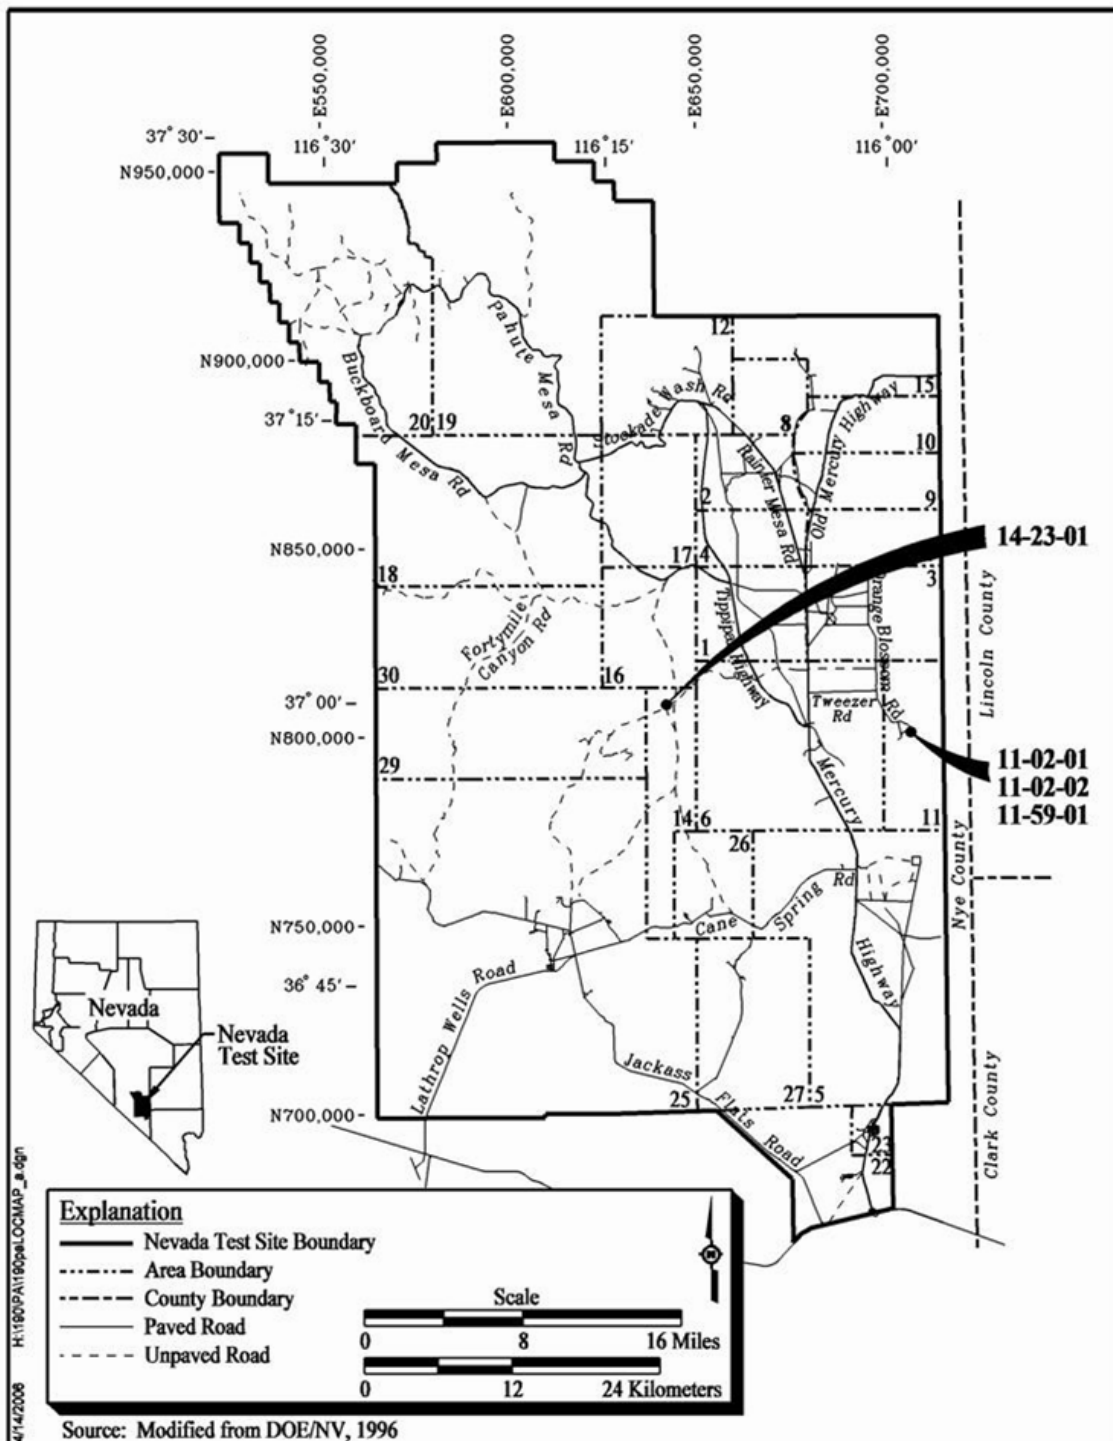 E550,000
E600,000
E650,000
E700,000
37° 30'
116° 30'
116° 15'
116° 00'
N950,000
12
Pahute Mesa Rd
N900,000
Buckboard Mesa Rd
Stockade Wash Rd
15
37° 15'
20 19
8
Old Mercury Highway
10
Rainier Mesa Rd
2
9
14-23-01
N850,000
17 4
18
3
Orange Blossom Rd
Tippipah Highway
Fortymile Canyon Rd
Lincoln County
1
30
16
37° 00'
Tweezer Rd
N800,000
11-02-01
11-02-02
11-59-01
29
Mercury Highway
14 6
11
26
Nye County
Cane Spring Rd
N750,000
36° 45'
Lathrop Wells Road
Nevada
Nevada
Test Site
Jackass Flats Road
Clark County
N700,000
25
27 5
23
22
Explanation
Nevada Test Site Boundary
Area Boundary
County Boundary
Paved Road
Unpaved Road
Scale
0 8 16 Miles
0 12 24 Kilometers
Source: Modified from DOE/NV, 1996